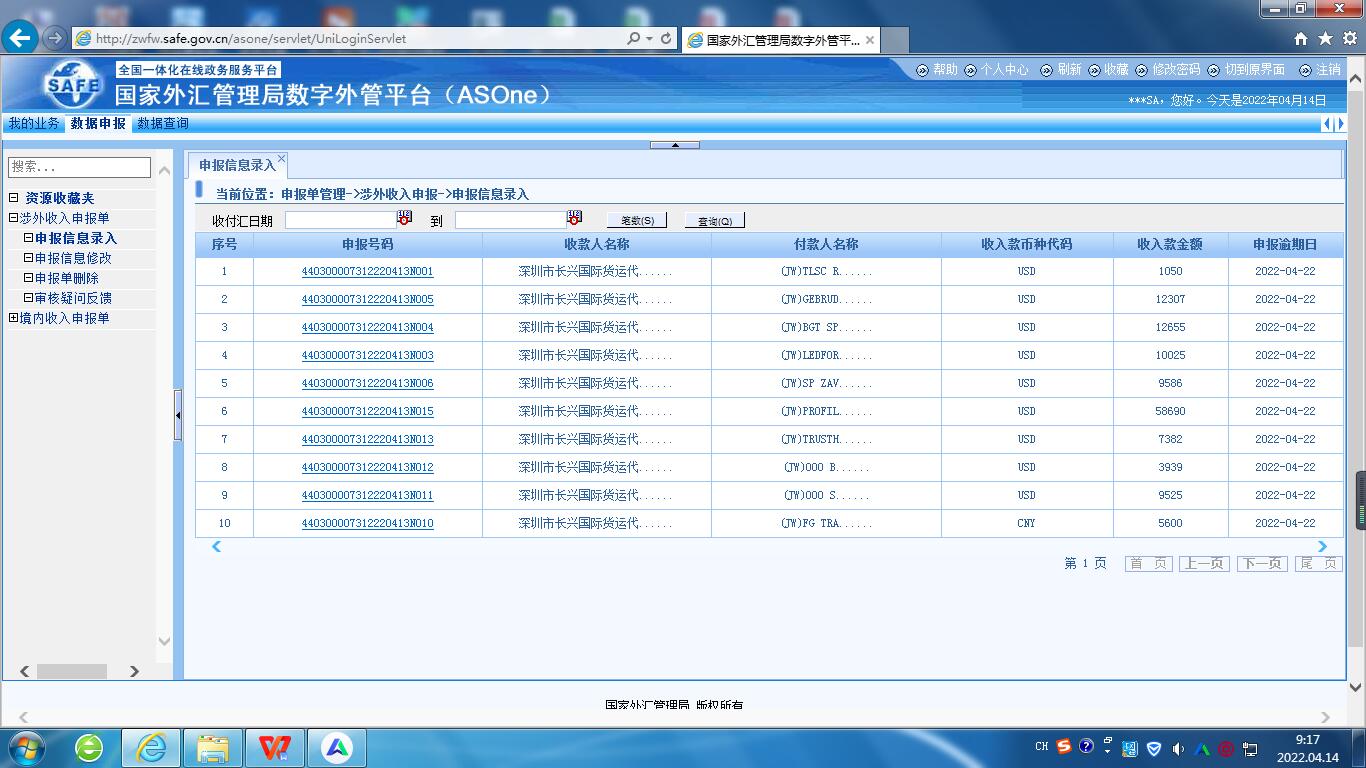 http://zwfw.safe.gov.cn/asone/servlet/UniLoginServlet
国家外汇管理局数字外管平...
SAFE
全国一体化在线政务服务平台
国家外汇管理局数字外管平台（ASOne）
帮助 个人中心 刷新 收藏 修改密码 切到原界面 注销
***SA，您好。今天是2022年04月14日
我的业务 数据申报 数据查询
搜索...
资源收藏夹
涉外收入申报单
申报信息录入
申报信息修改
申报单删除
审核疑问反馈
境内收入申报单
申报信息录入
当前位置：申报单管理->涉外收入申报->申报信息录入
收付汇日期 到 笔数(S) 查询(Q)
序号 申报号码 收款人名称 付款人名称 收入款币种代码 收入款金额 申报逾期日
1 440300007312220413N001 深圳市长兴国际货运代...... (JW)TLSC R...... USD 1050 2022-04-22
2 440300007312220413N005 深圳市长兴国际货运代...... (JW)GEBRUD...... USD 12307 2022-04-22
3 440300007312220413N004 深圳市长兴国际货运代...... (JW)BGT SP...... USD 12655 2022-04-22
4 440300007312220413N003 深圳市长兴国际货运代...... (JW)LEDFOR...... USD 10025 2022-04-22
5 440300007312220413N006 深圳市长兴国际货运代...... (JW)SP ZAV...... USD 9586 2022-04-22
6 440300007312220413N015 深圳市长兴国际货运代...... (JW)PROFIL...... USD 58690 2022-04-22
7 440300007312220413N013 深圳市长兴国际货运代...... (JW)TRUSTH...... USD 7382 2022-04-22
8 440300007312220413N012 深圳市长兴国际货运代...... (JW)OOO B...... USD 3939 2022-04-22
9 440300007312220413N011 深圳市长兴国际货运代...... (JW)OOO S...... USD 9525 2022-04-22
10 440300007312220413N010 深圳市长兴国际货运代...... (JW)FG TRA...... CNY 5600 2022-04-22
第 1 页 首 页 上一页 下一页 尾 页
国家外汇管理局 版权所有
CH
9:17
2022.04.14